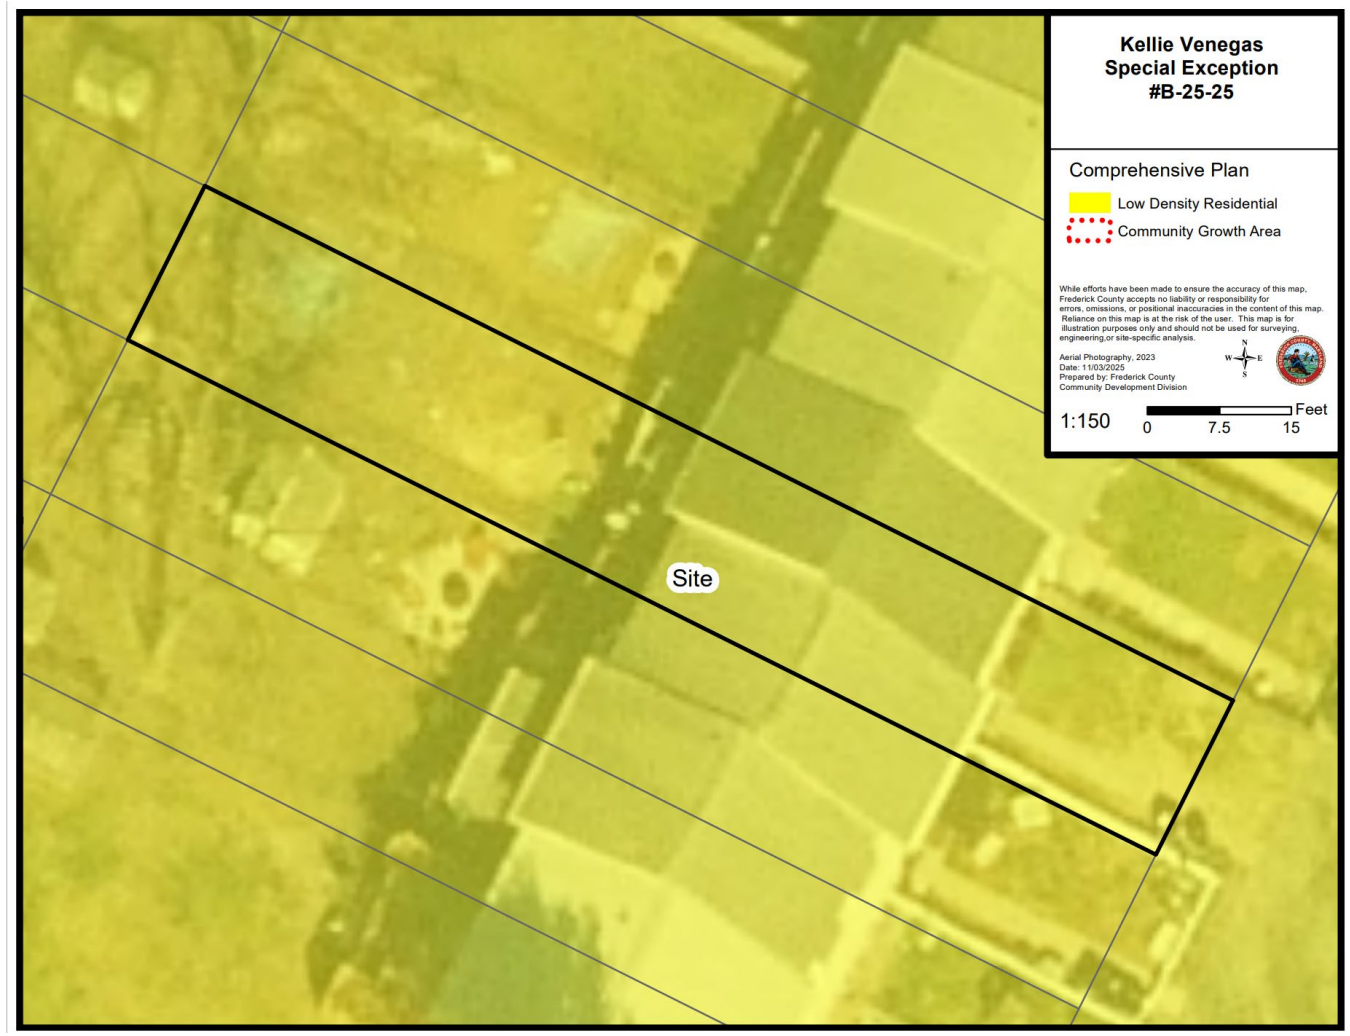 Kellie Venegas
Special Exception
#B-25-25
Comprehensive Plan
Low Density Residential
Community Growth Area
While efforts have been made to ensure the accuracy of this map,
Frederick County accepts no liability or responsibility for
errors, omissions, or positional inaccuracies in the content of this map.
Reliance on this map is at the risk of the user. This map is for
illustration purposes only and should not be used for surveying,
engineering,or site-specific analysis.
Aerial Photography, 2023
Date: 11/03/2025
Prepared by: Frederick County
Community Development Division
N
W E
S
1:150
Feet
0 7.5 15
Site